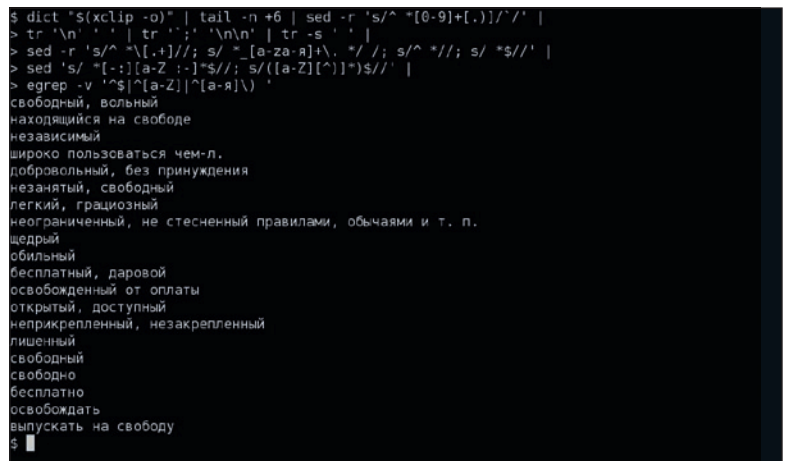 $ dict "$(xclip -o)" | tail -n +6 | sed -r 's/^ *[0-9]+[.)]/`/' |
> tr '\n' ' ' | tr '`;' '\n\n' | tr -s ' ' |
> sed -r 's/^ *\[.+]//; s/ *_[a-zа-я]+\. */ /; s/^ *//; s/ *$//' |
> sed 's/ *[-:][a-Z :-]*$//; s/([a-Z][^)]*)$//' |
> egrep -v '^$|^[a-Z]|^[а-я]\) '
свободный, вольный
находящийся на свободе
независимый
широко пользоваться чем-л.
добровольный, без принуждения
незанятый, свободный
легкий, грациозный
неограниченный, не стесненный правилами, обычаями и т. п.
щедрый
обильный
бесплатный, даровой
освобожденный от оплаты
открытый, доступный
неприкрепленный, незакрепленный
лишенный
свободный
свободно
бесплатно
освобождать
выпускать на свободу
$